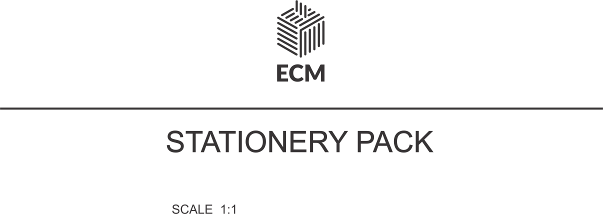 ECM
STATIONERY PACK
SCALE 1:1